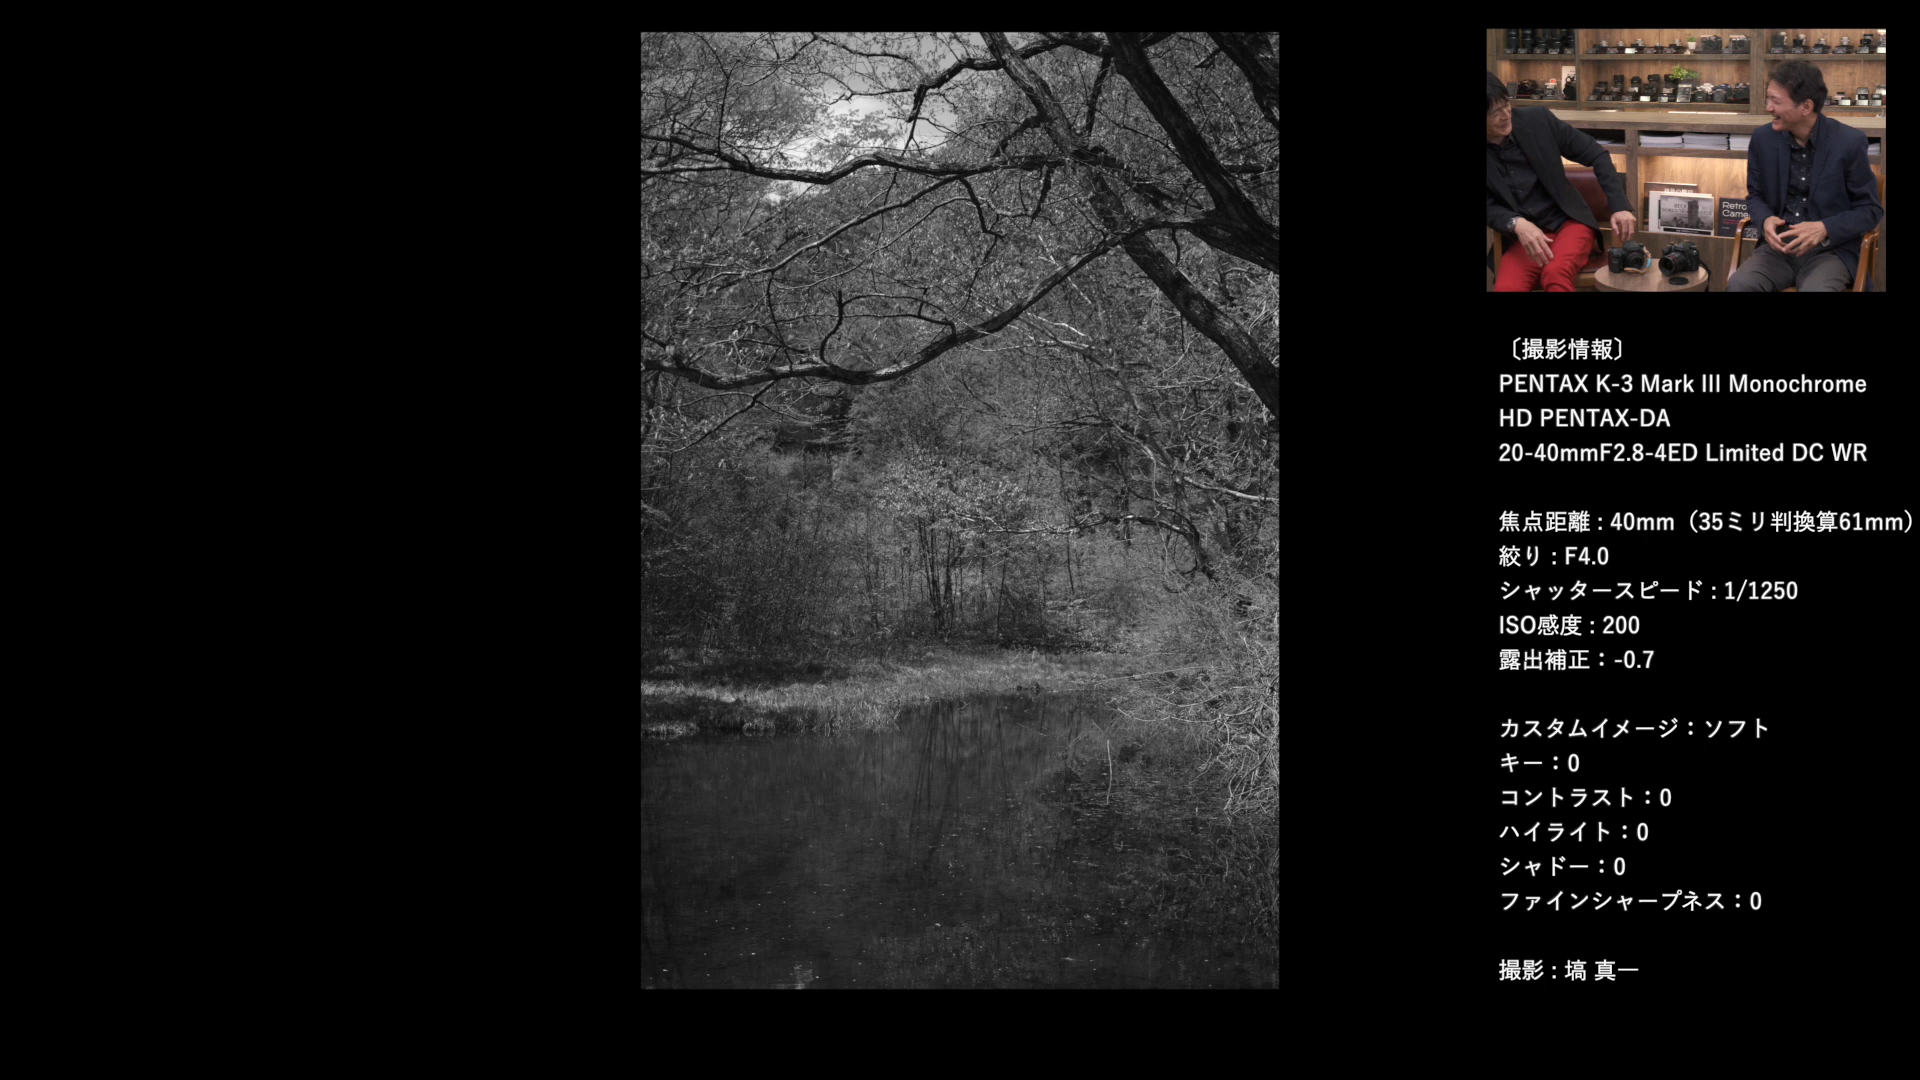 Retro
Came
〔撮影情報〕
PENTAX K-3 Mark III Monochrome
HD PENTAX-DA
20-40mmF2.8-4ED Limited DC WR
焦点距離 : 40mm（35ミリ判換算61mm）
絞り : F4.0
シャッタースピード : 1/1250
ISO感度 : 200
露出補正：-0.7
カスタムイメージ：ソフト
キー：0
コントラスト：0
ハイライト：0
シャドー：0
ファインシャープネス：0
撮影 : 塙 真一